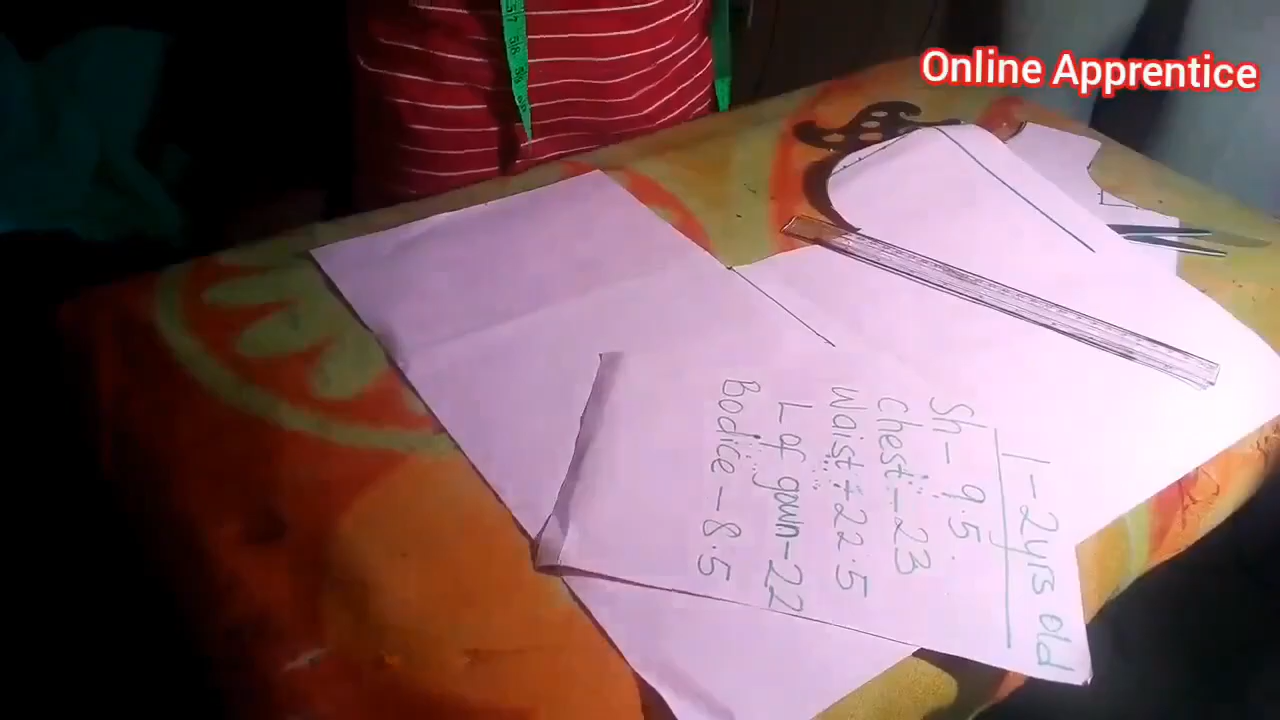 Online Apprentice
1-2yrs old
Sh - 9.5.
Chest - 23
Waist - 22.5
L of gown - 22
Bodice - 8.5